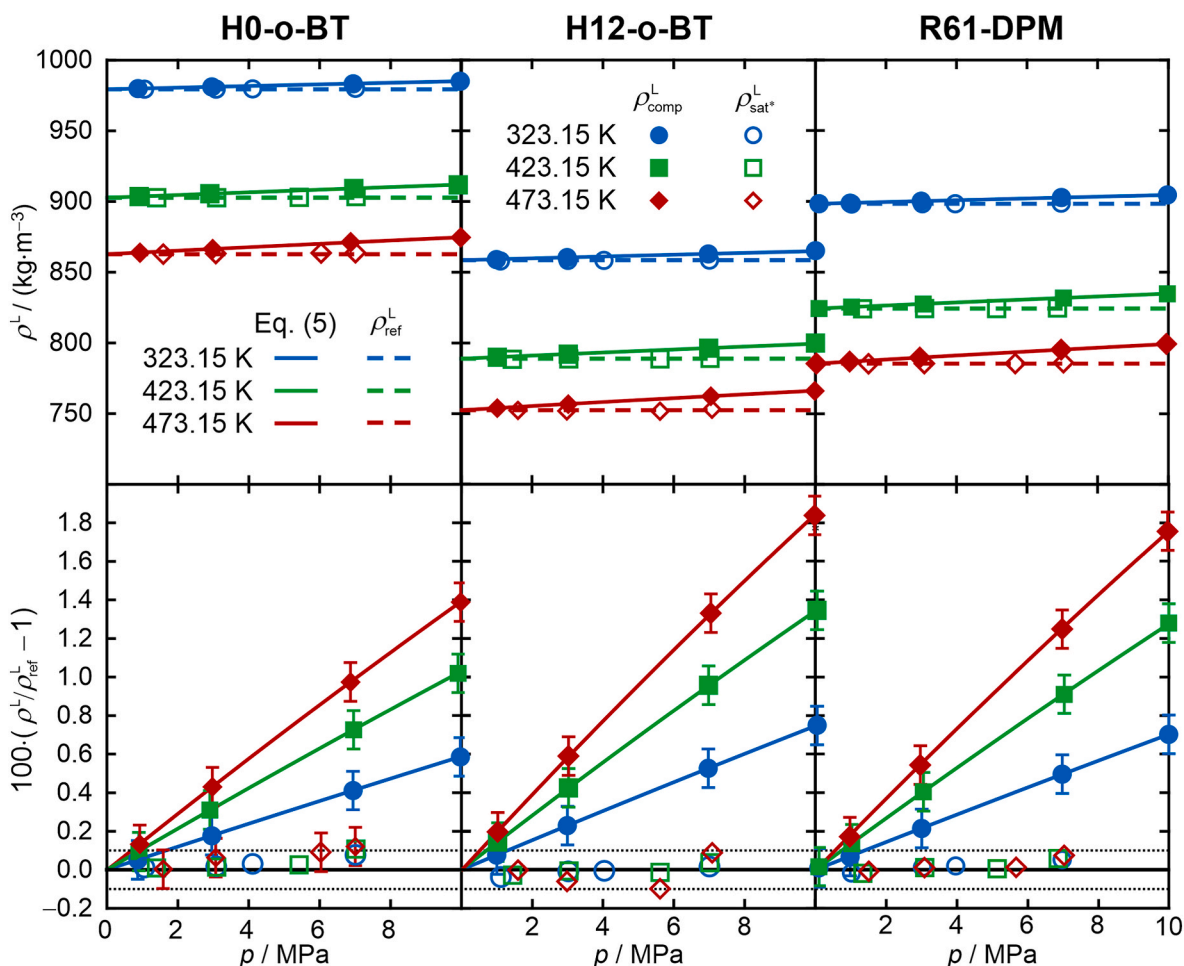 H0-o-BT H12-o-BT R61-DPM
1000
950
900
850
800
750
ρᴸ / (kg·m⁻³)
ρᴸcomp ρᴸsat*
323.15 K
423.15 K
473.15 K
Eq. (5) ρᴸref
323.15 K
423.15 K
473.15 K
1.8
1.6
1.4
1.2
1.0
0.8
0.6
0.4
0.2
0.0
−0.2
100·(ρᴸ/ρᴸref − 1)
0 2 4 6 8 2 4 6 8 2 4 6 8 10
p / MPa p / MPa p / MPa